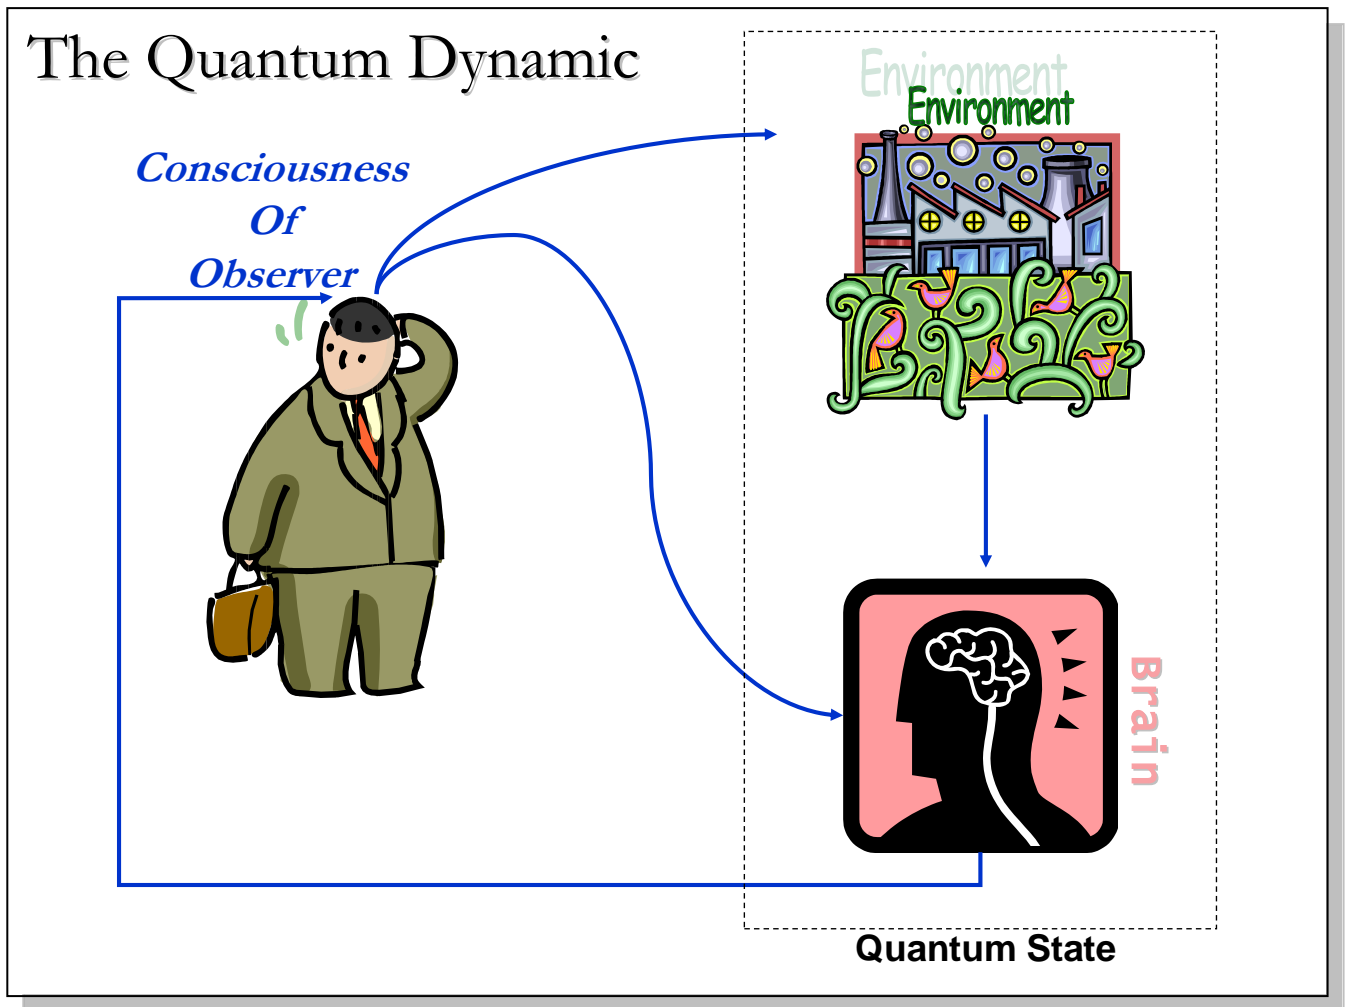 The Quantum Dynamic
Consciousness
Of
Observer
Environment
Environment
Brain
Quantum State